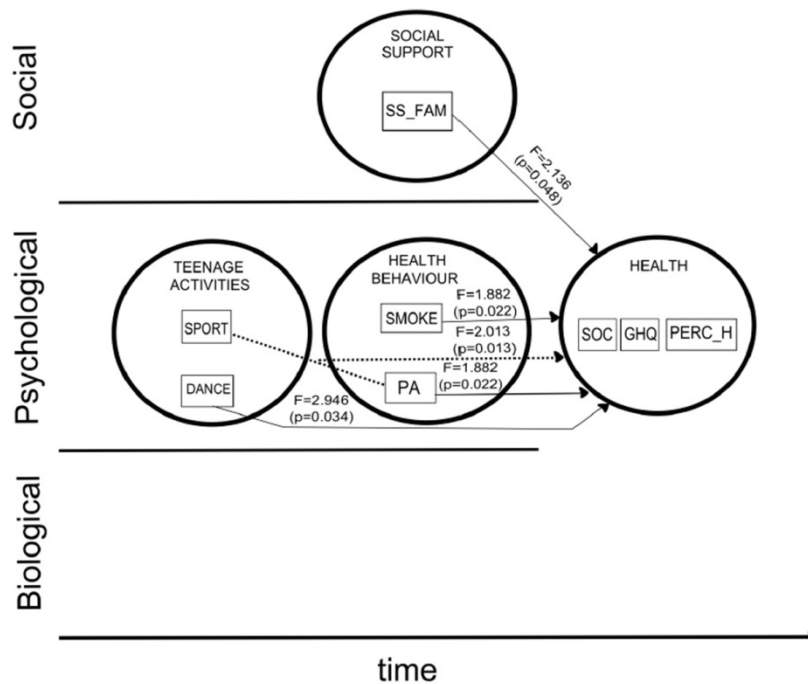 Social
SOCIAL
SUPPORT
SS_FAM
F=2.136
(p=0.048)
Psychological
TEENAGE
ACTIVITIES
SPORT
DANCE
F=2.946
(p=0.034)
HEALTH
BEHAVIOUR
SMOKE
F=1.882
(p=0.022)
F=2.013
(p=0.013)
PA
F=1.882
(p=0.022)
HEALTH
SOC
GHQ
PERC_H
Biological
time